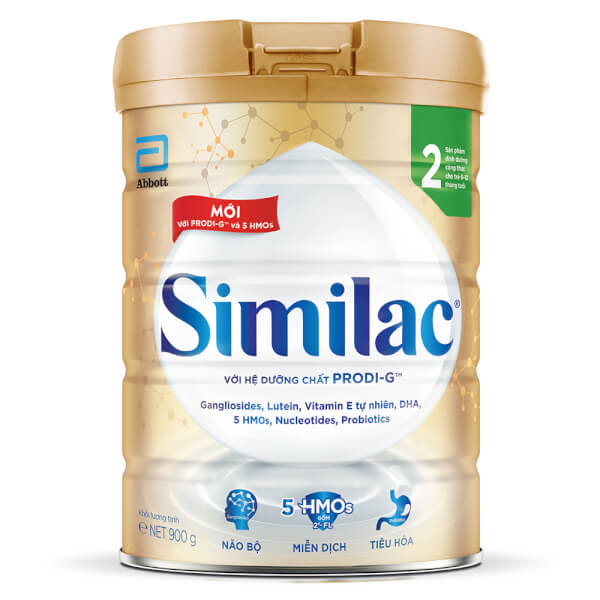 Abbott
2
Sản phẩm
dinh dưỡng
công thức
cho trẻ 6-12
tháng tuổi
MỚI
Với PRODI-G™ và 5 HMOs
Similac®
VỚI HỆ DƯỠNG CHẤT PRODI-G™
Gangliosides, Lutein, Vitamin E tự nhiên, DHA,
5 HMOs, Nucleotides, Probiotics
5 HMOs
GỒM
2'-FL
Khối lượng tịnh
℮ NET 900 g
NÃO BỘ
MIỄN DỊCH
TIÊU HÓA